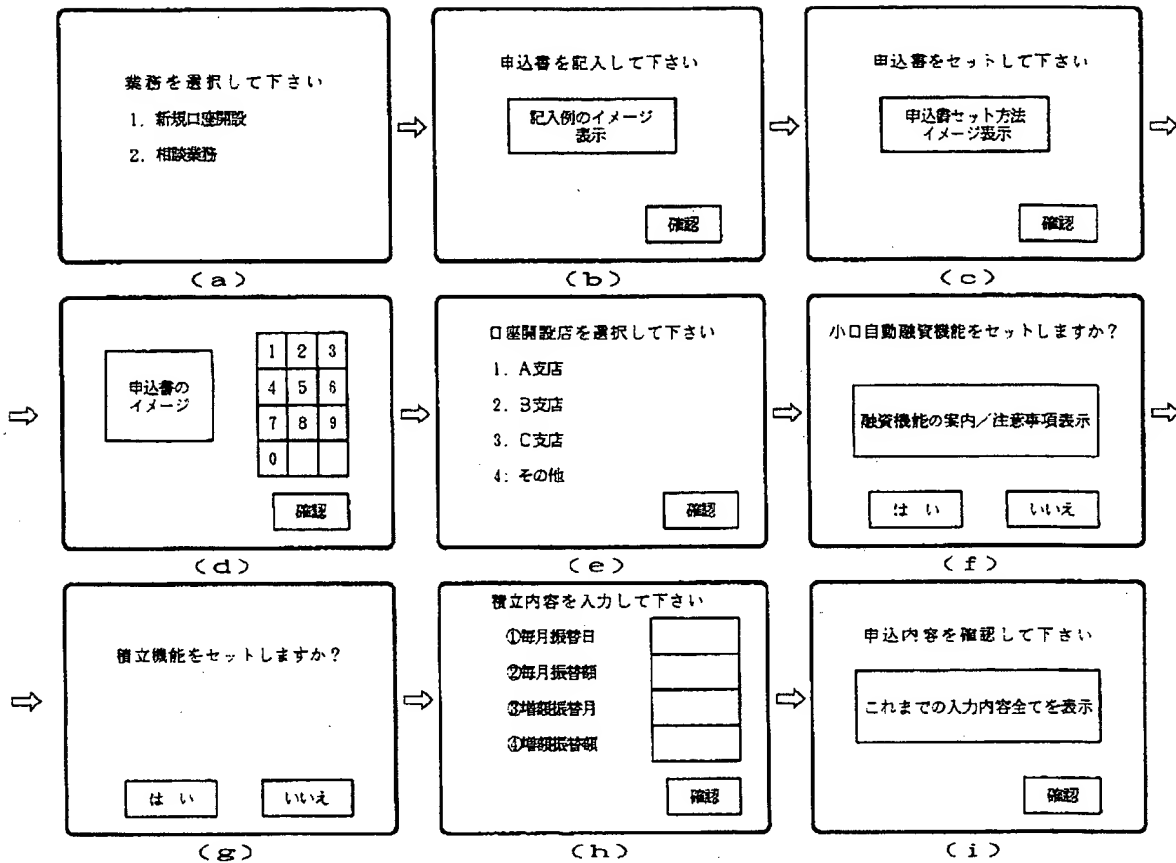 業務を選択して下さい
1. 新規口座開設
2. 相談業務
(a)
申込書を記入して下さい
記入例のイメージ
表示
確認
(b)
申込書をセットして下さい
申込書セット方法
イメージ表示
確認
(c)
申込書の
イメージ
1 2 3
4 5 6
7 8 9
0
確認
(d)
口座開設店を選択して下さい
1. A支店
2. B支店
3. C支店
4: その他
確認
(e)
小口自動融資機能をセットしますか?
融資機能の案内/注意事項表示
はい いいえ
(f)
積立機能をセットしますか?
はい いいえ
(g)
積立内容を入力して下さい
①毎月振替日
②毎月振替額
③増額振替月
④増額振替額
確認
(h)
申込内容を確認して下さい
これまでの入力内容全てを表示
確認
(i)